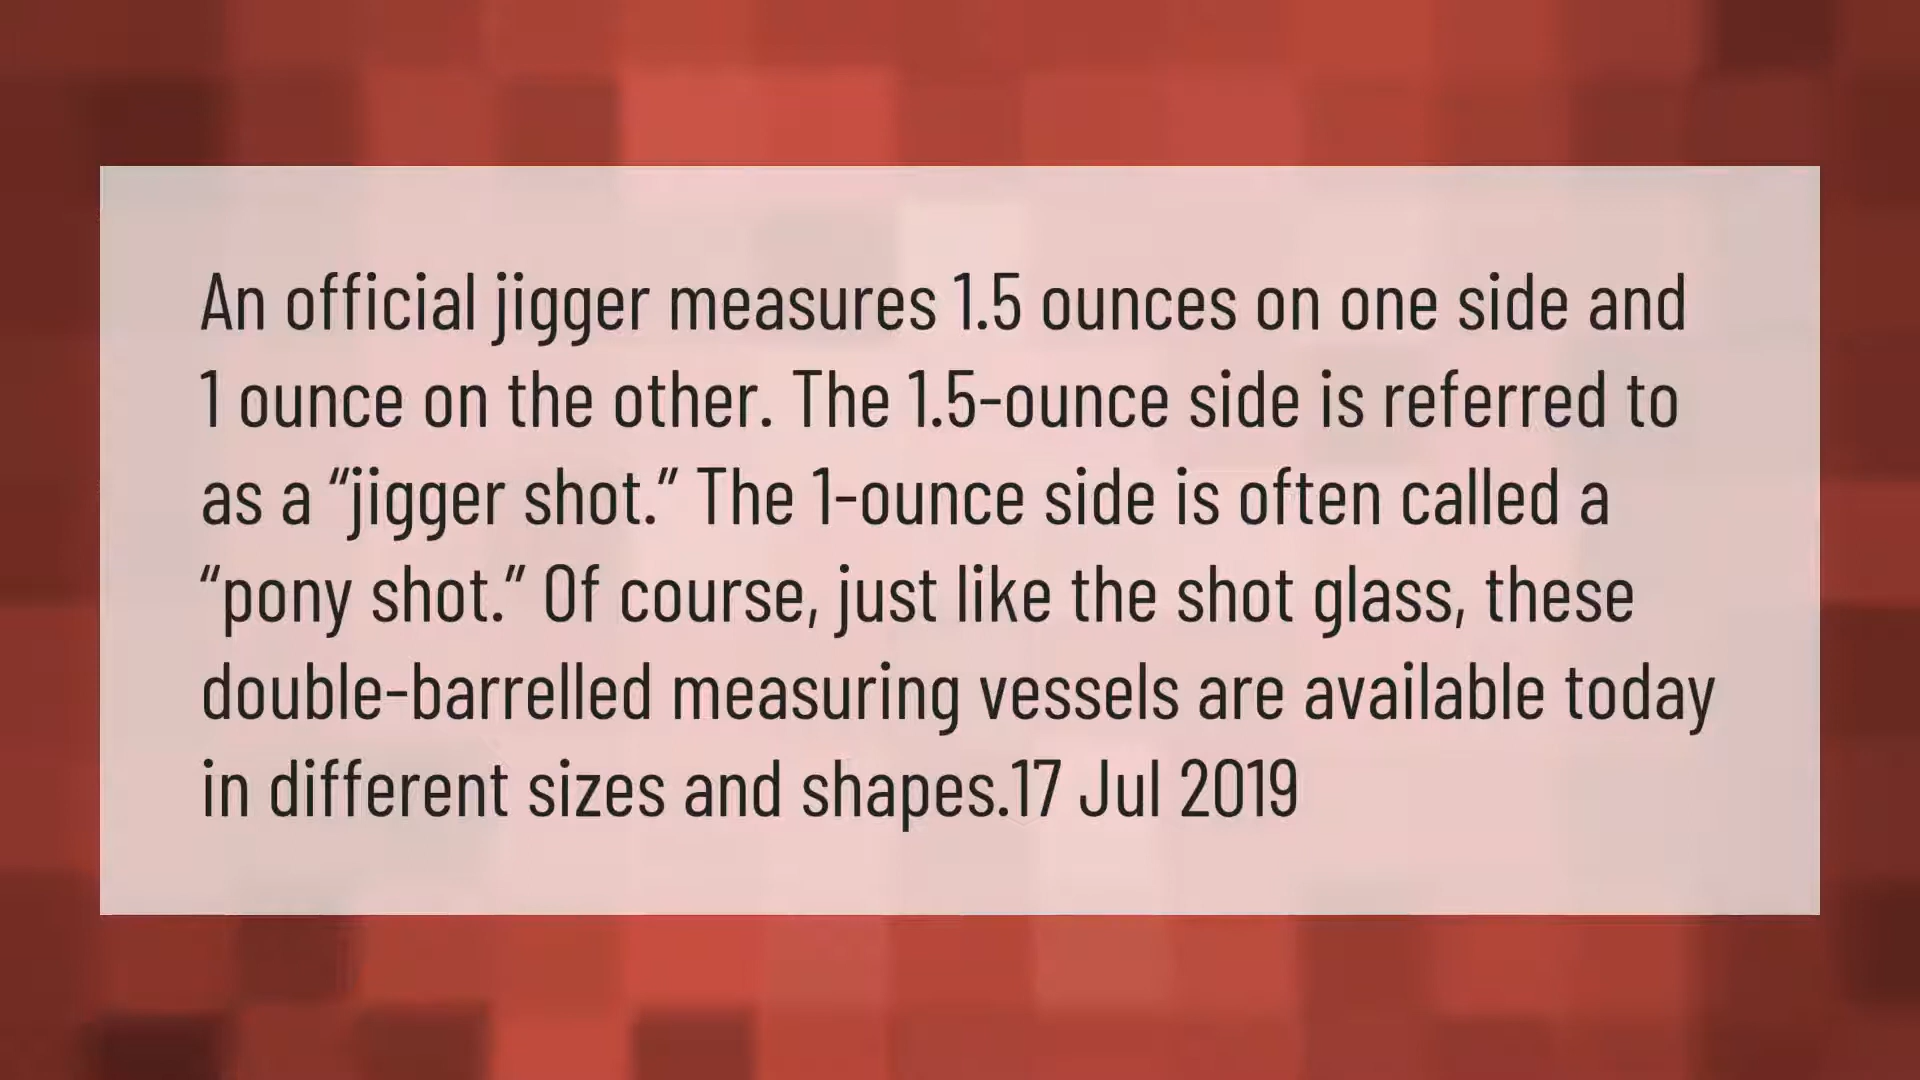 An official jigger measures 1.5 ounces on one side and
1 ounce on the other. The 1.5-ounce side is referred to
as a “jigger shot.” The 1-ounce side is often called a
“pony shot.” Of course, just like the shot glass, these
double-barrelled measuring vessels are available today
in different sizes and shapes.17 Jul 2019